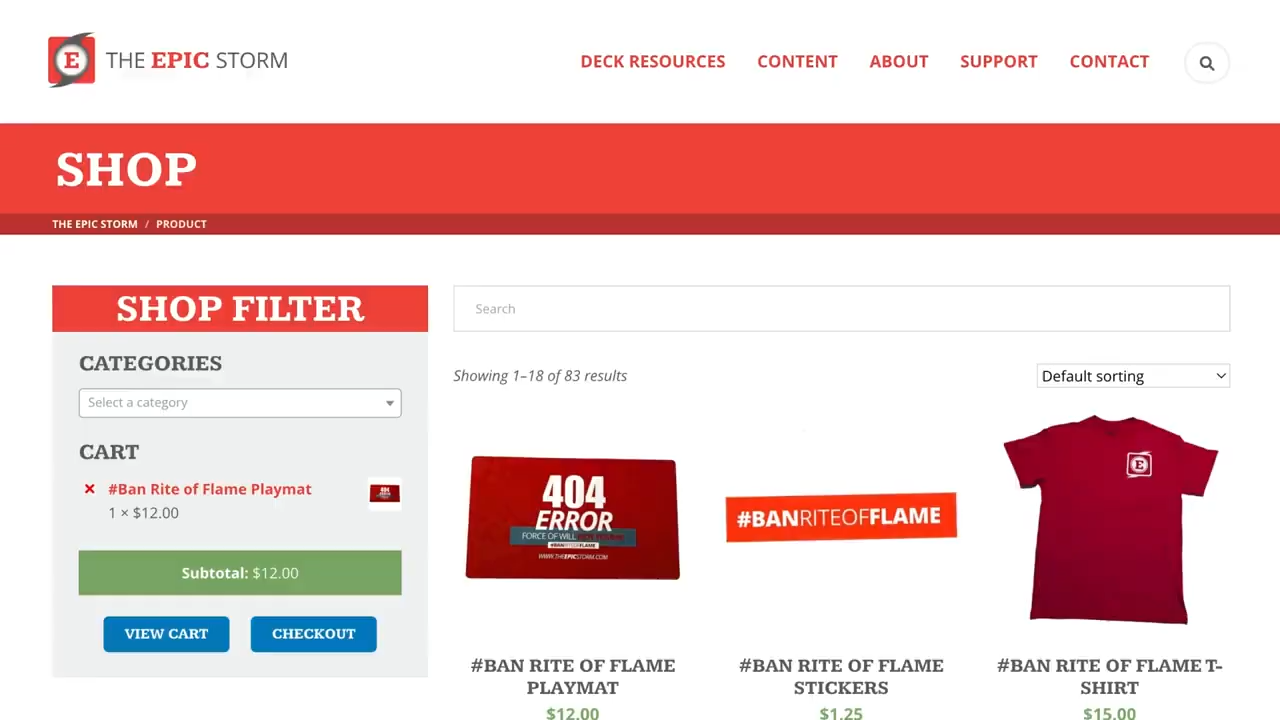 E THE EPIC STORM
DECK RESOURCES CONTENT ABOUT SUPPORT CONTACT
SHOP
THE EPIC STORM / PRODUCT
SHOP FILTER
CATEGORIES
Select a category
CART
× #Ban Rite of Flame Playmat
1 × $12.00
Subtotal: $12.00
VIEW CART CHECKOUT
Search
Showing 1–18 of 83 results
Default sorting
404
ERROR
FORCE OF WILL
#BANRITEOFFLAME
WWW.THEEPICSTORM.COM
#BAN RITE OF FLAME
PLAYMAT
$12.00
#BANRITEOFFLAME
#BAN RITE OF FLAME
STICKERS
$1.25
E
#BAN RITE OF FLAME T-
SHIRT
$15.00